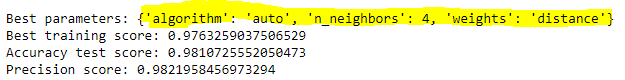 Best parameters: {'algorithm': 'auto', 'n_neighbors': 4, 'weights': 'distance'}
Best training score: 0.9763259037506529
Accuracy test score: 0.9810725552050473
Precision score: 0.9821958456973294